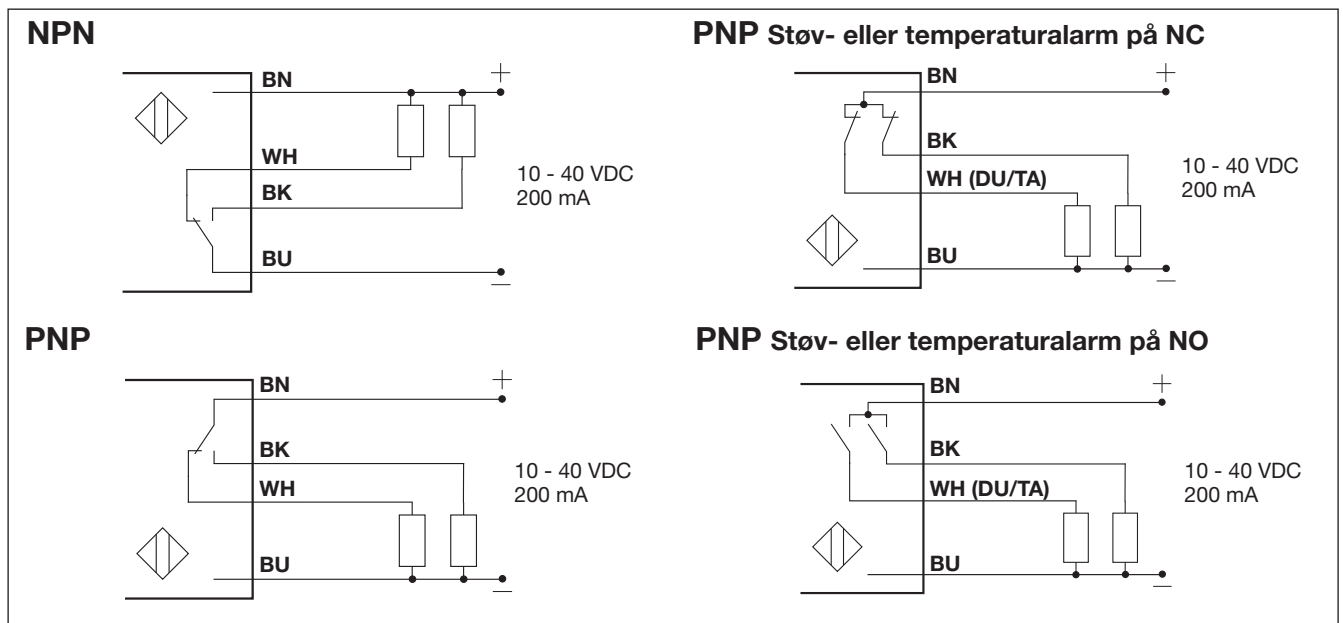 NPN
BN
+
WH
BK
BU
–
10 - 40 VDC
200 mA
PNP Støv- eller temperaturalarm på NC
BN
+
BK
WH (DU/TA)
BU
–
10 - 40 VDC
200 mA
PNP
BN
+
BK
WH
BU
–
10 - 40 VDC
200 mA
PNP Støv- eller temperaturalarm på NO
BN
+
BK
WH (DU/TA)
BU
–
10 - 40 VDC
200 mA